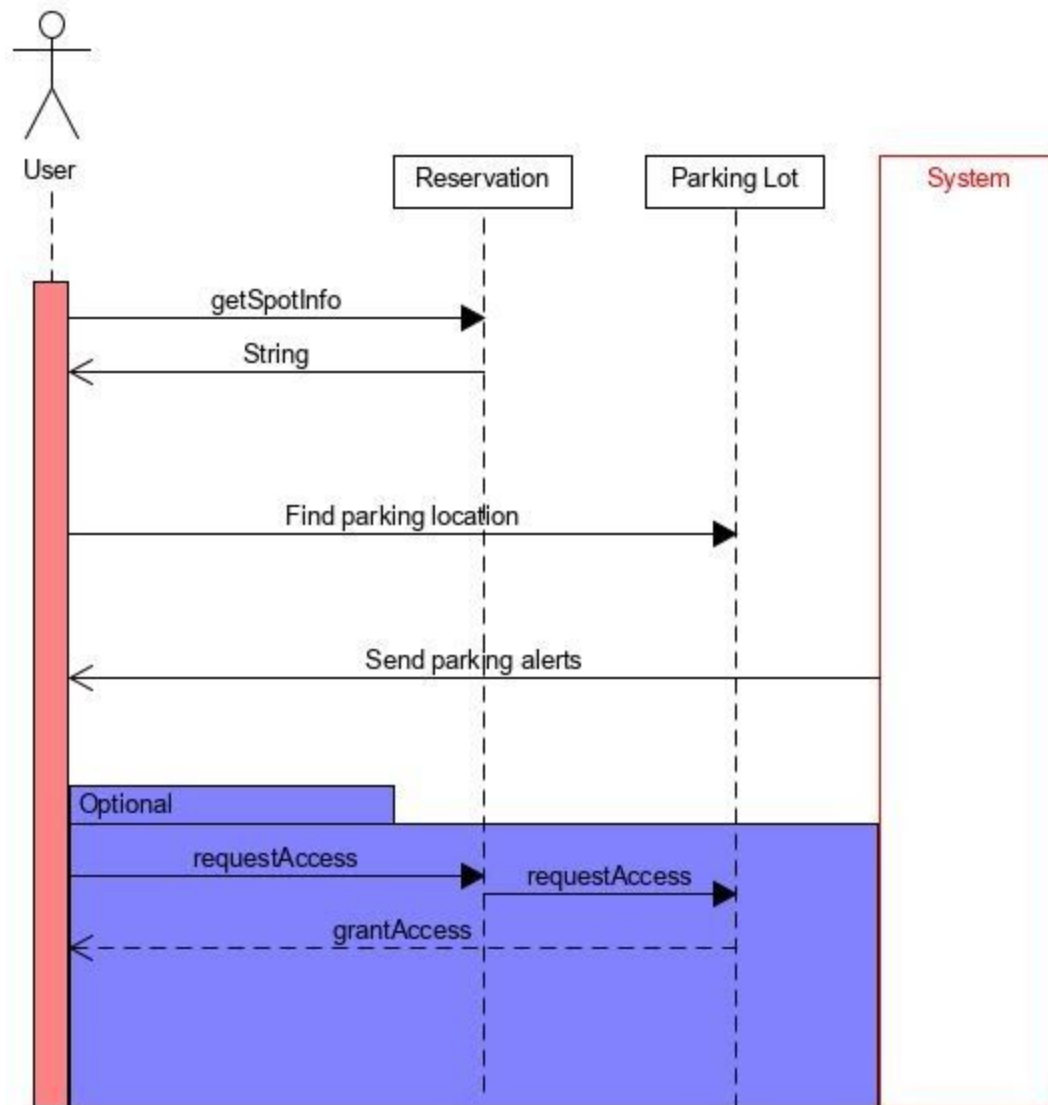 User
Reservation
Parking Lot
System
getSpotInfo
String
Find parking location
Send parking alerts
Optional
requestAccess
requestAccess
grantAccess